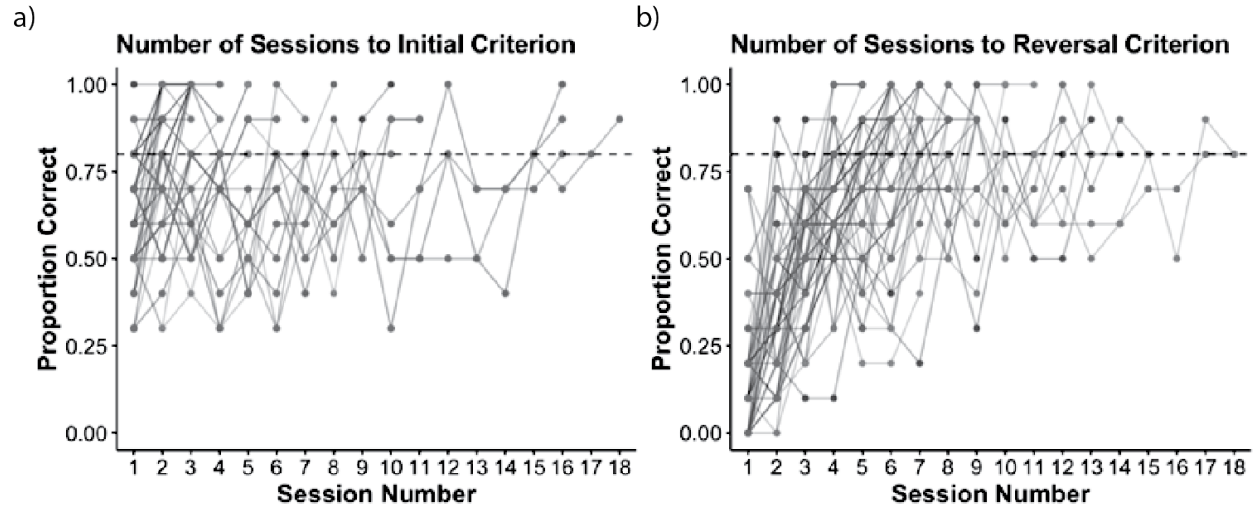 a)
Number of Sessions to Initial Criterion
Proportion Correct
1.00
0.75
0.50
0.25
0.00
1 2 3 4 5 6 7 8 9 10 11 12 13 14 15 16 17 18
Session Number
b)
Number of Sessions to Reversal Criterion
Proportion Correct
1.00
0.75
0.50
0.25
0.00
1 2 3 4 5 6 7 8 9 10 11 12 13 14 15 16 17 18
Session Number